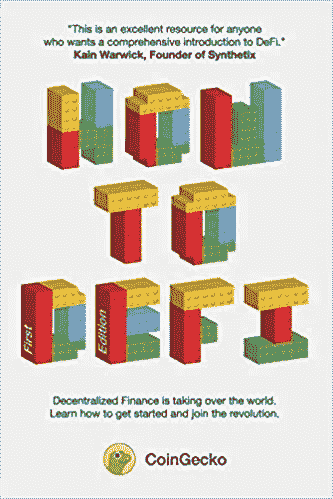 "This is an excellent resource for anyone
who wants a comprehensive introduction to DeFi."
Kain Warwick, Founder of Synthetix
HOW
TO
DEFI
First
Edition
Decentralized Finance is taking over the world.
Learn how to get started and join the revolution.
CoinGecko